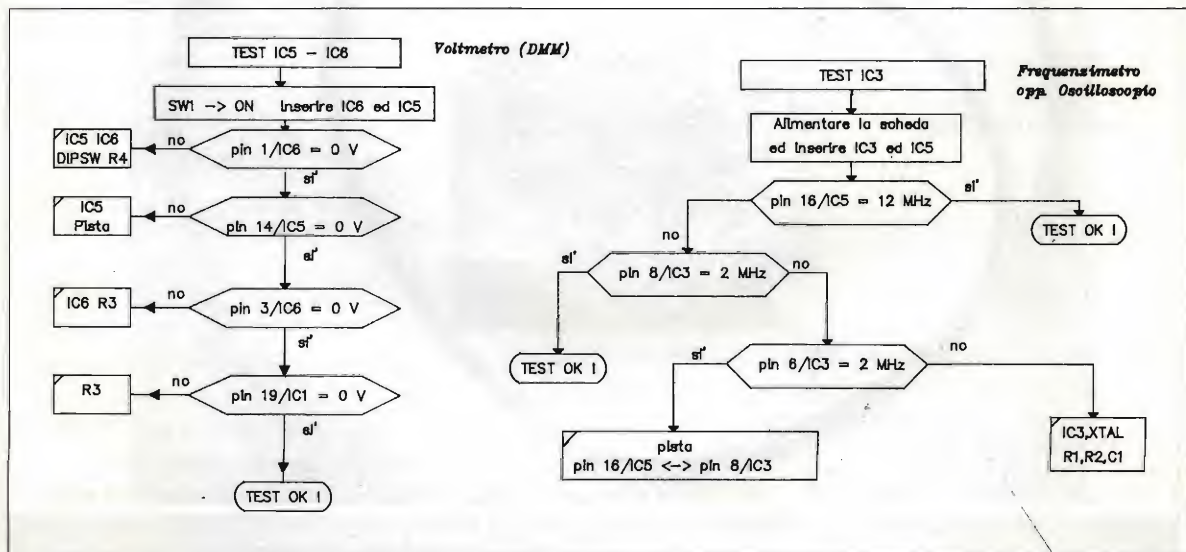 TEST IC5 - IC6
Voltmetro (DMM)
SW1 -> ON Inserire IC6 ed IC5
IC5 IC6
DIPSW R4
no
pin 1/IC6 = 0 V
si'
IC5
Pista
no
pin 14/IC5 = 0 V
si'
IC6 R3
no
pin 3/IC6 = 0 V
si'
R3
no
pin 19/IC1 = 0 V
si'
TEST OK !
TEST IC3
Frequenzimetro
opp. Oscilloscopio
Alimentare la scheda
ed inserire IC3 ed IC5
pin 16/IC5 = 12 MHz
si'
TEST OK !
no
si'
pin 8/IC3 = 2 MHz
no
TEST OK !
si'
pin 6/IC3 = 2 MHz
no
pista
pin 16/IC5 <-> pin 8/IC3
IC3,XTAL
R1,R2,C1